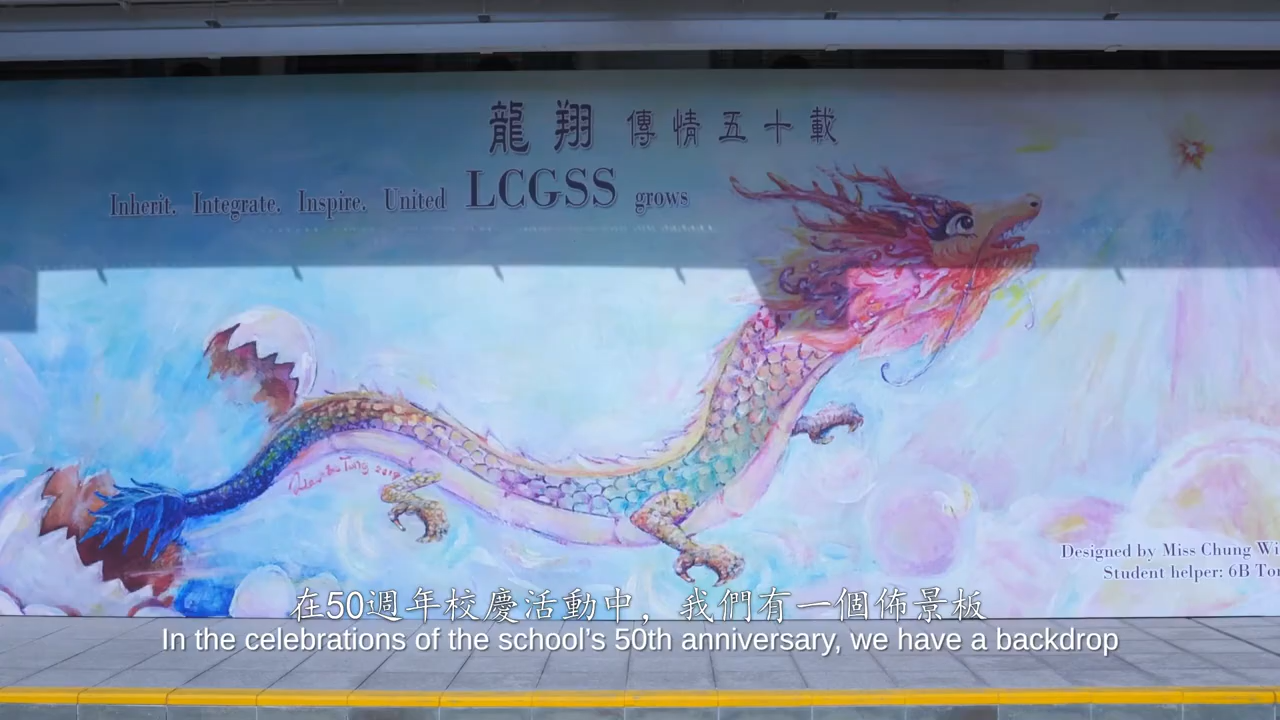 龍翔 傳情五十載
Inherit. Integrate. Inspire. United LCGSS grows
Tung 2018
Designed by Miss Chung
Student helper: 6B
在50週年校慶活動中，我們有一個佈景板
In the celebrations of the school's 50th anniversary, we have a backdrop